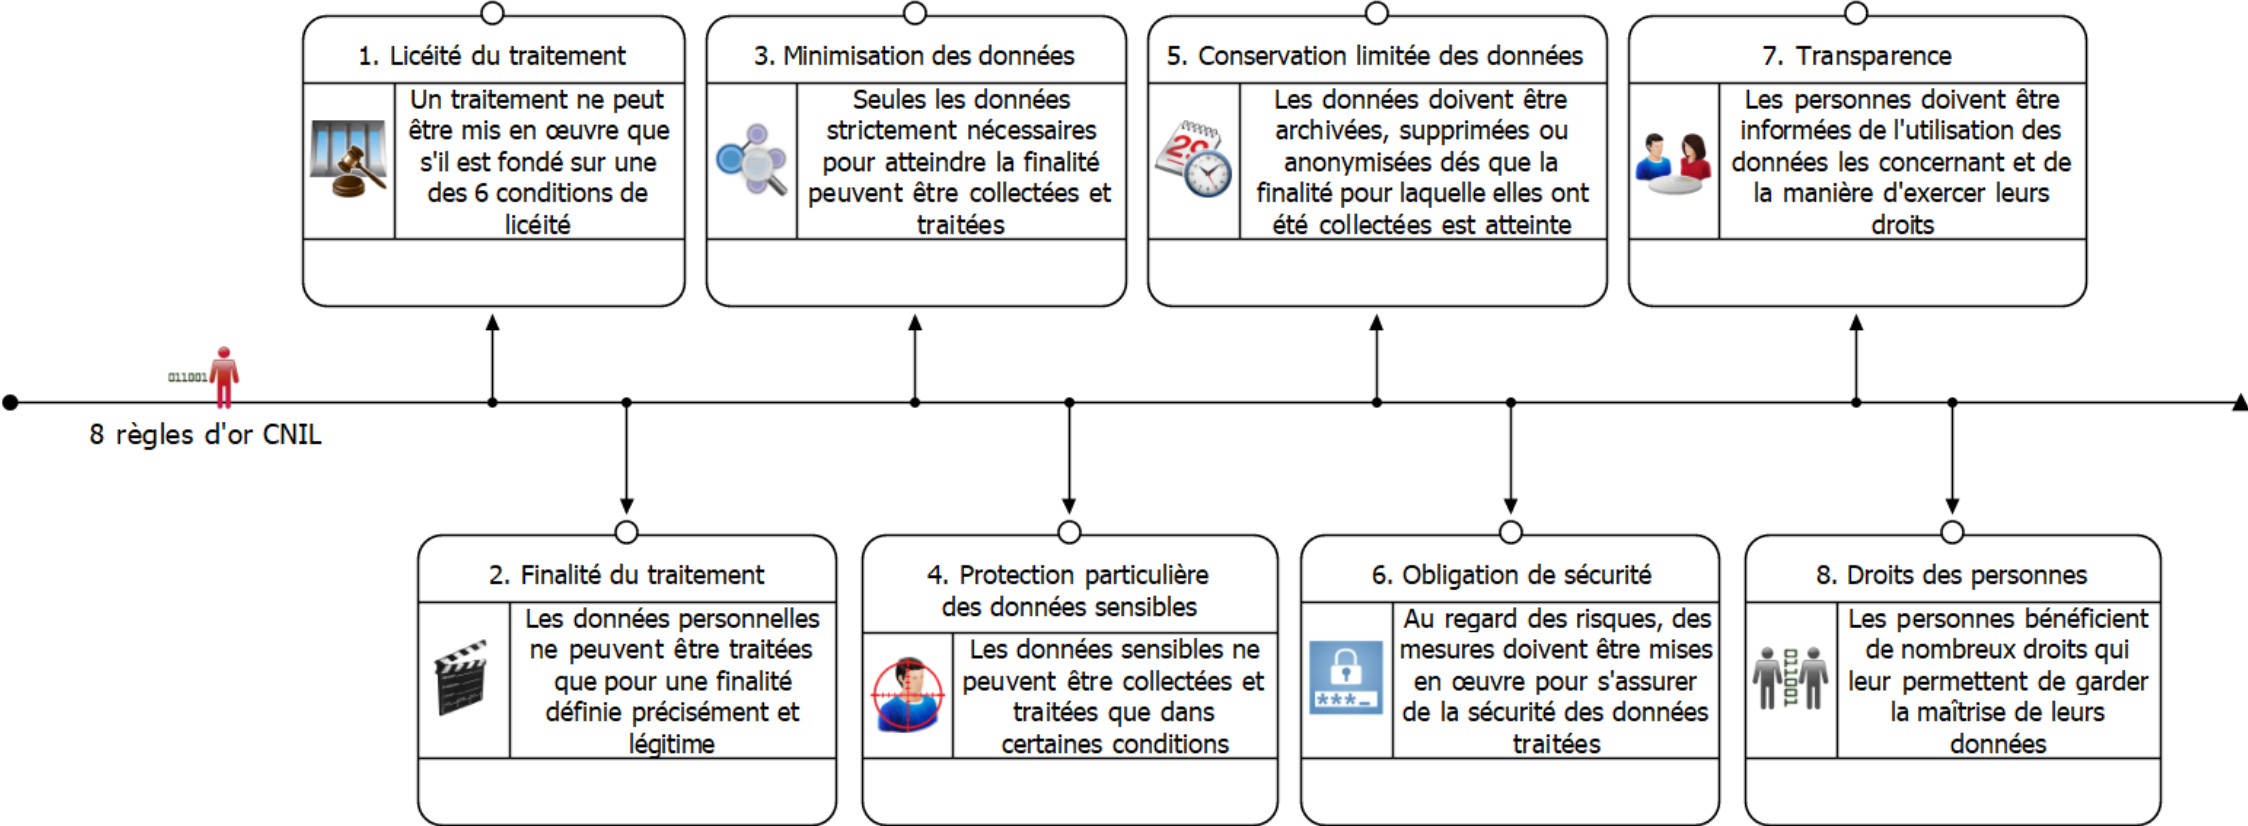 1. Licéité du traitement
Un traitement ne peut
être mis en œuvre que
s'il est fondé sur une
des 6 conditions de
licéité
3. Minimisation des données
Seules les données
strictement nécessaires
pour atteindre la finalité
peuvent être collectées et
traitées
5. Conservation limitée des données
29
Les données doivent être
archivées, supprimées ou
anonymisées dés que la
finalité pour laquelle elles ont
été collectées est atteinte
7. Transparence
Les personnes doivent être
informées de l'utilisation des
données les concernant et de
la manière d'exercer leurs
droits
011001
8 règles d'or CNIL
2. Finalité du traitement
Les données personnelles
ne peuvent être traitées
que pour une finalité
définie précisément et
légitime
4. Protection particulière
des données sensibles
Les données sensibles ne
peuvent être collectées et
traitées que dans
certaines conditions
6. Obligation de sécurité
***_
Au regard des risques, des
mesures doivent être mises
en œuvre pour s'assurer
de la sécurité des données
traitées
8. Droits des personnes
011001
Les personnes bénéficient
de nombreux droits qui
leur permettent de garder
la maîtrise de leurs
données